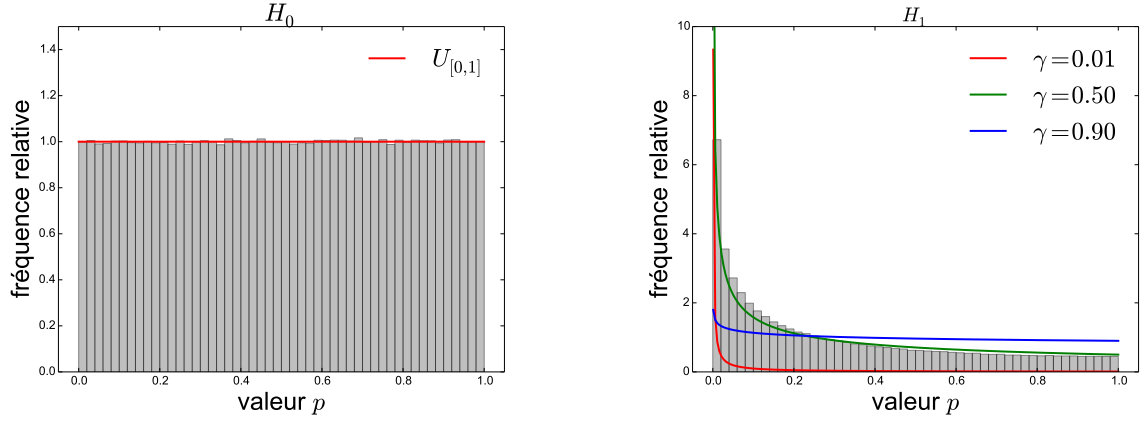 H₀
1.4
1.2
1.0
0.8
0.6
0.4
0.2
0.0
fréquence relative
U[0,1]
0.0 0.2 0.4 0.6 0.8 1.0
valeur p
H₁
10
8
6
4
2
0
fréquence relative
γ=0.01
γ=0.50
γ=0.90
0.0 0.2 0.4 0.6 0.8 1.0
valeur p